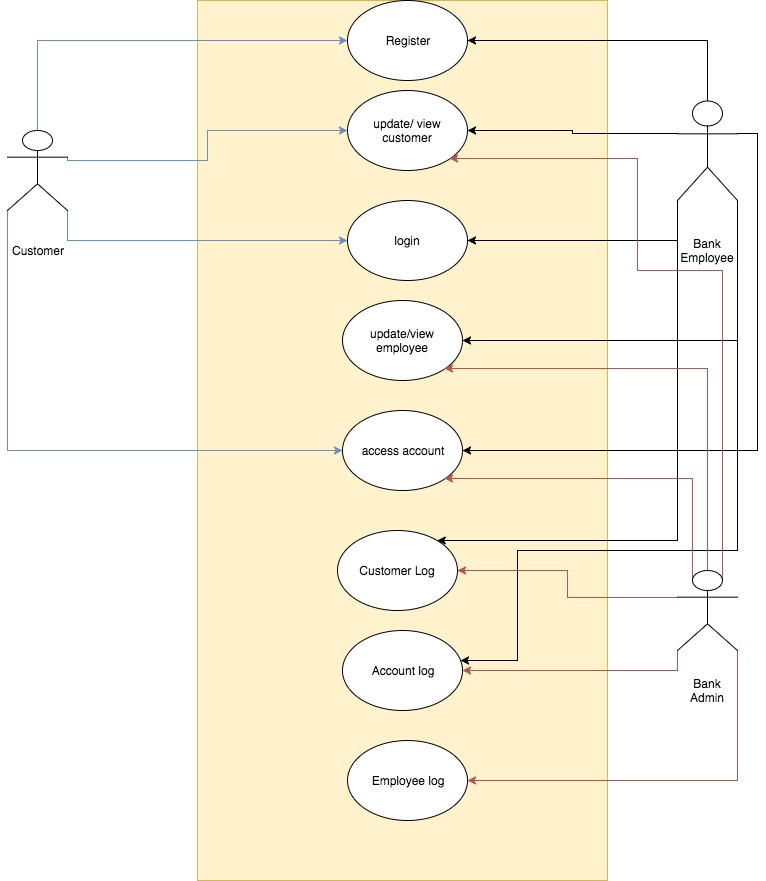 Register
update/ view
customer
Customer
login
Bank
Employee
update/view
employee
access account
Customer Log
Account log
Bank
Admin
Employee log